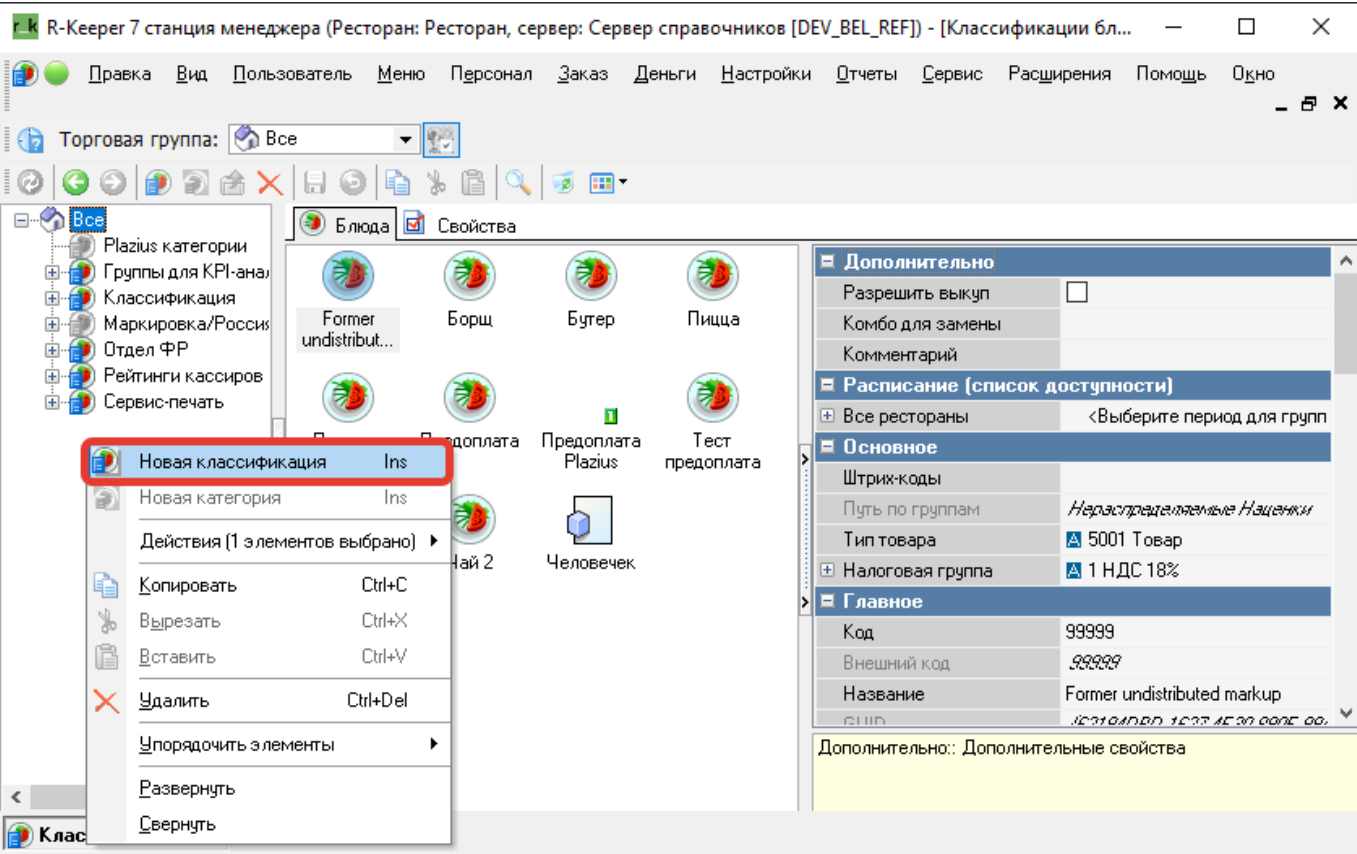 R-Keeper 7 станция менеджера (Ресторан: Ресторан, сервер: Сервер справочников [DEV_BEL_REF]) - [Классификации бл...
Правка Вид Пользователь Меню Персонал Заказ Деньги Настройки Отчеты Сервис Расширения Помощь Окно
Торговая группа: Все
Все
Plazius категории
Группы для KPI-анал
Классификация
Маркировка/Россия
Отдел ФР
Рейтинги кассиров
Сервис-печать
Блюда Свойства
Former undistribut...
Борщ
Бутер
Пицца
Предоплата
Предоплата Plazius
Тест предоплата
Чай 2
Человечек
Новая классификация Ins
Новая категория Ins
Действия (1 элементов выбрано)
Копировать Ctrl+C
Вырезать Ctrl+X
Вставить Ctrl+V
Удалить Ctrl+Del
Упорядочить элементы
Развернуть
Свернуть
Дополнительно
Разрешить выкуп
Комбо для замены
Комментарий
Расписание (список доступности)
Все рестораны <Выберите период для групп
Основное
Штрих-коды
Путь по группам Нераспределяемые Наценки
Тип товара A 5001 Товар
Налоговая группа A 1 НДС 18%
Главное
Код 99999
Внешний код 99999
Название Former undistributed markup
GUID
Дополнительно:: Дополнительные свойства
Клас